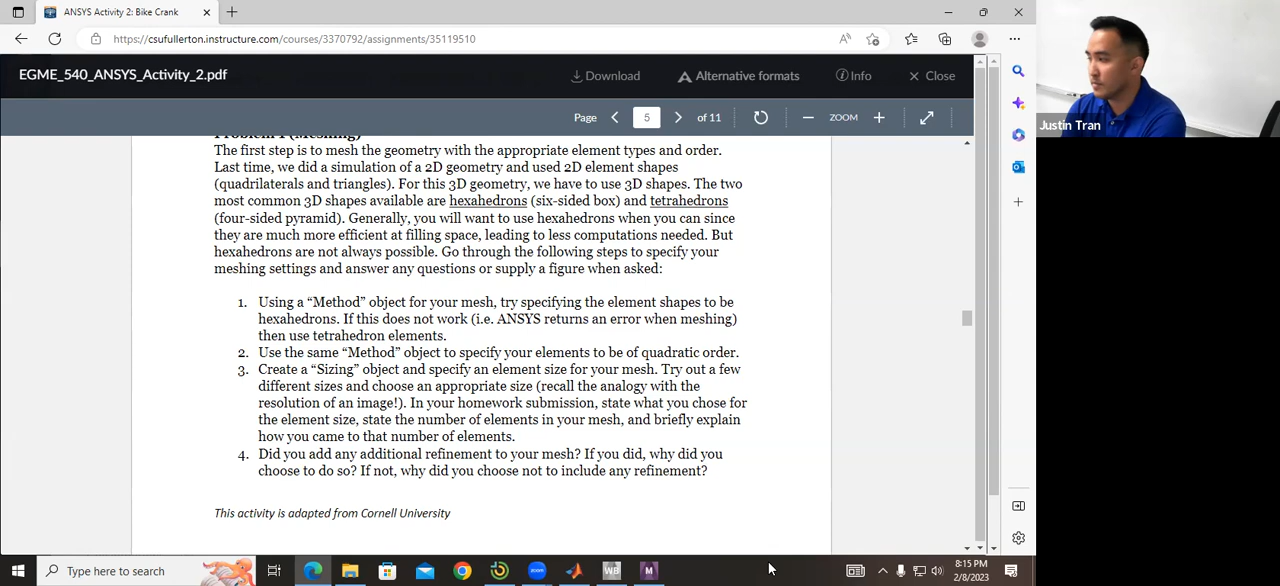 ANSYS Activity 2: Bike Crank
https://csufullerton.instructure.com/courses/3370792/assignments/35119510
EGME_540_ANSYS_Activity_2.pdf
Download
Alternative formats
Info
Close
Page
5
of 11
ZOOM
Problem 1 (Meshing)
The first step is to mesh the geometry with the appropriate element types and order.
Last time, we did a simulation of a 2D geometry and used 2D element shapes
(quadrilaterals and triangles). For this 3D geometry, we have to use 3D shapes. The two
most common 3D shapes available are hexahedrons (six-sided box) and tetrahedrons
(four-sided pyramid). Generally, you will want to use hexahedrons when you can since
they are much more efficient at filling space, leading to less computations needed. But
hexahedrons are not always possible. Go through the following steps to specify your
meshing settings and answer any questions or supply a figure when asked:
1. Using a “Method” object for your mesh, try specifying the element shapes to be
hexahedrons. If this does not work (i.e. ANSYS returns an error when meshing)
then use tetrahedron elements.
2. Use the same “Method” object to specify your elements to be of quadratic order.
3. Create a “Sizing” object and specify an element size for your mesh. Try out a few
different sizes and choose an appropriate size (recall the analogy with the
resolution of an image!). In your homework submission, state what you chose for
the element size, state the number of elements in your mesh, and briefly explain
how you came to that number of elements.
4. Did you add any additional refinement to your mesh? If you did, why did you
choose to do so? If not, why did you choose not to include any refinement?
This activity is adapted from Cornell University
Justin Tran
Type here to search
zoom
WB
M
8:15 PM
2/8/2023